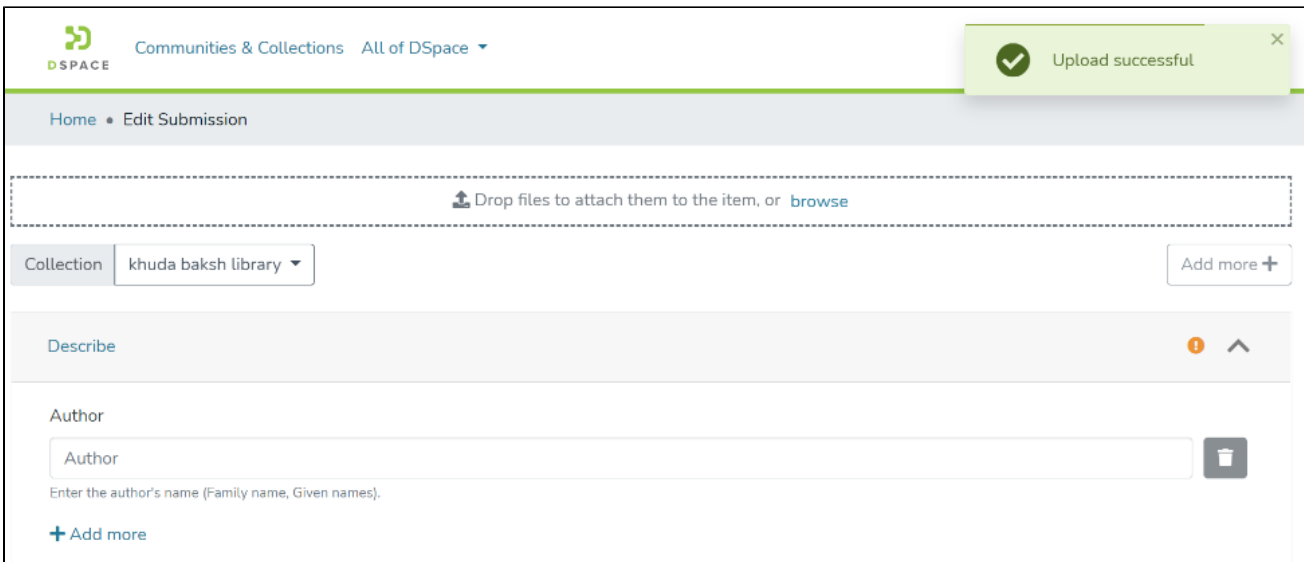 DSPACE
Communities & Collections All of DSpace
Upload successful
Home • Edit Submission
Drop files to attach them to the item, or browse
Collection khuda baksh library
Add more
Describe
Author
Author
Enter the author's name (Family name, Given names).
Add more